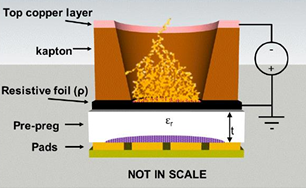 Top copper layer
kapton
Resistive foil (ρ)
Pre-preg
Pads
εr
t
-
+
NOT IN SCALE